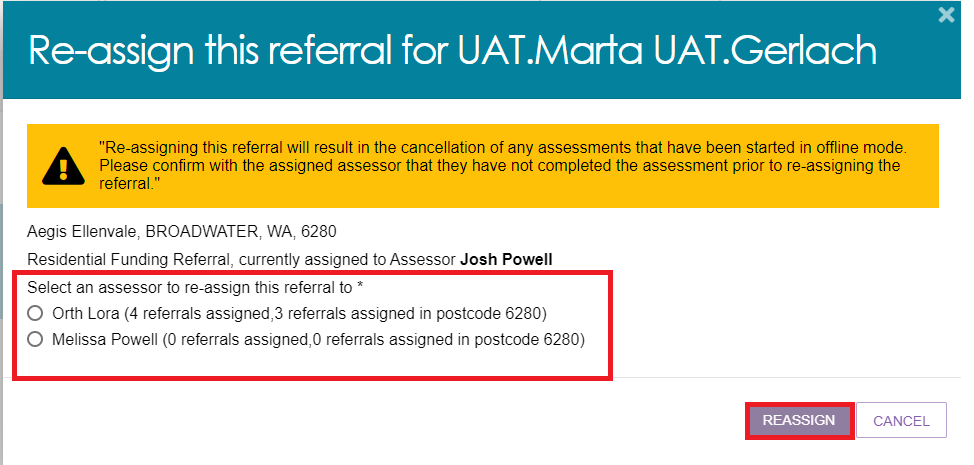 Re-assign this referral for UAT.Marta UAT.Gerlach
"Re-assigning this referral will result in the cancellation of any assessments that have been started in offline mode.
Please confirm with the assigned assessor that they have not completed the assessment prior to re-assigning the
referral."
Aegis Ellenvale, BROADWATER, WA, 6280
Residential Funding Referral, currently assigned to Assessor Josh Powell
Select an assessor to re-assign this referral to *
Orth Lora (4 referrals assigned,3 referrals assigned in postcode 6280)
Melissa Powell (0 referrals assigned,0 referrals assigned in postcode 6280)
REASSIGN CANCEL